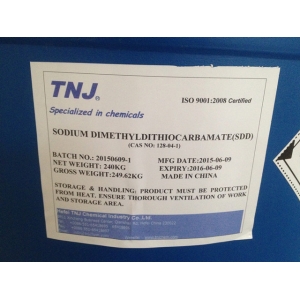 TNJ
ISO 9001:2008 Certified
Specialized in chemicals
SODIUM DIMETHYLDITHIOCARBAMATE(SDD)
(CAS NO: 128-04-1)
BATCH NO.: 20150609-1 MFG DATE:2015-06-09
NET WEIGHT: 240KG EXPIRY:2016-06-09
GROSS WEIGHT:249.62KG MADE IN CHINA
STORAGE & HANDLING: PRODUCT MUST BE PROTECTED
FROM HEAT. ENSURE THOROUGH VENTILATION OF WORK
AND STORAGE AREA.
Hefei TNJ Chemical Industry Co.,Ltd.